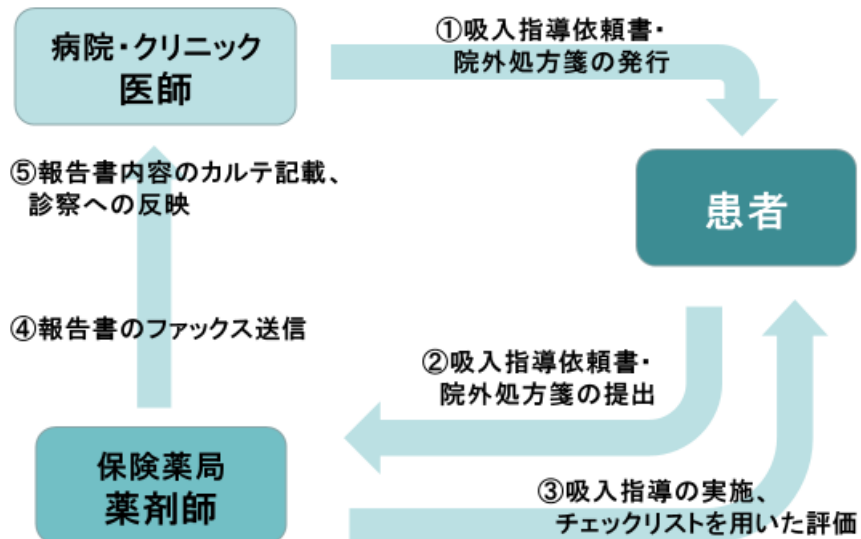 病院・クリニック
医師
①吸入指導依頼書・
院外処方箋の発行
患者
⑤報告書内容のカルテ記載、
診察への反映
④報告書のファックス送信
②吸入指導依頼書・
院外処方箋の提出
保険薬局
薬剤師
③吸入指導の実施、
チェックリストを用いた評価